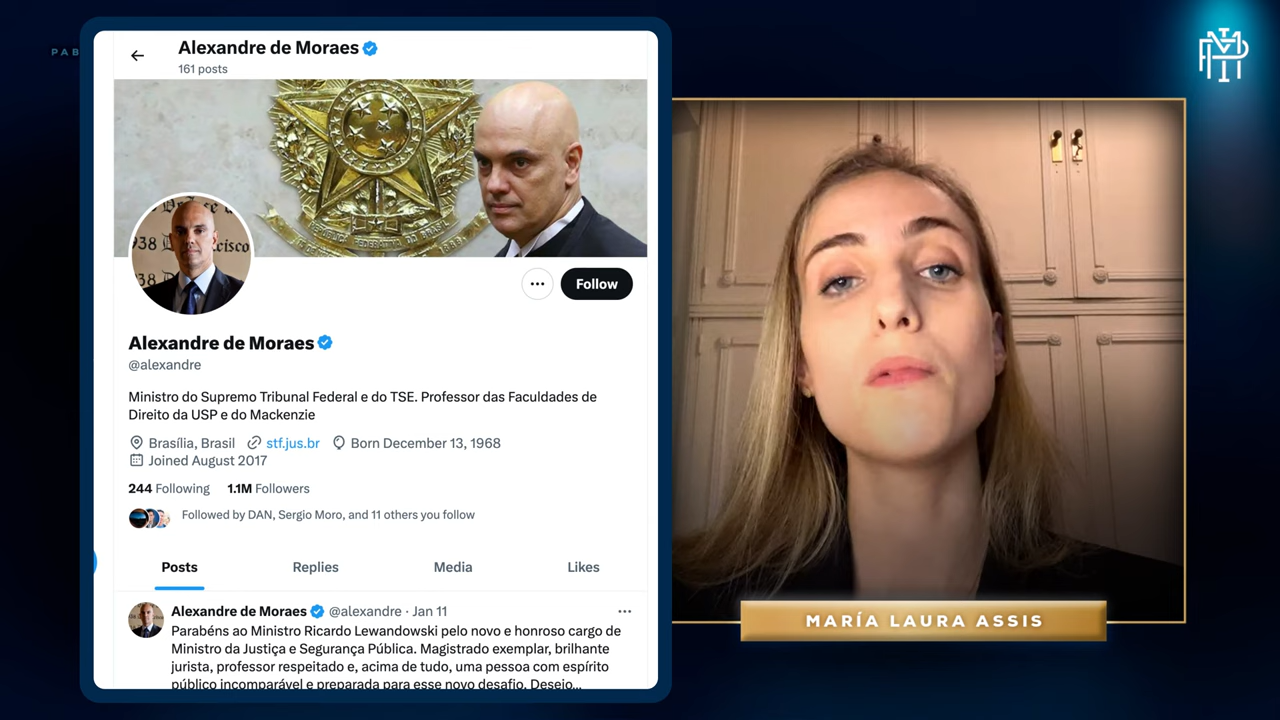 PAB
Alexandre de Moraes
161 posts
Follow
Alexandre de Moraes
@alexandre
Ministro do Supremo Tribunal Federal e do TSE. Professor das Faculdades de
Direito da USP e do Mackenzie
Brasília, Brasil stf.jus.br Born December 13, 1968
Joined August 2017
244 Following 1.1M Followers
Followed by DAN, Sergio Moro, and 11 others you follow
Posts Replies Media Likes
Alexandre de Moraes @alexandre · Jan 11
Parabéns ao Ministro Ricardo Lewandowski pelo novo e honroso cargo de
Ministro da Justiça e Segurança Pública. Magistrado exemplar, brilhante
jurista, professor respeitado e, acima de tudo, uma pessoa com espírito
público incomparável e preparada para esse novo desafio. Desejo...
MARÍA LAURA ASSIS